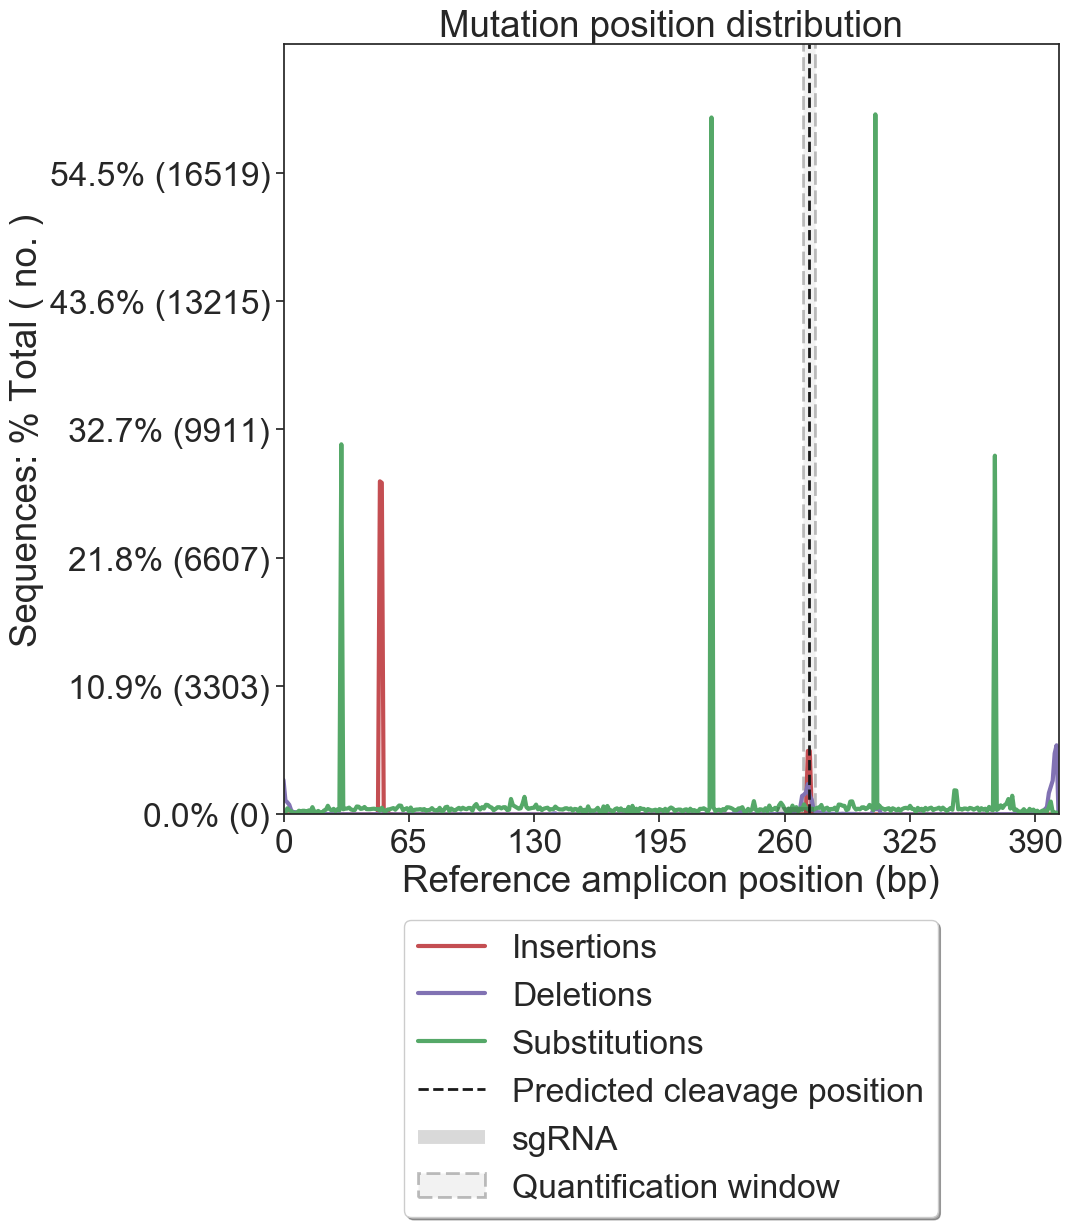 Mutation position distribution
Sequences: % Total ( no. )
54.5% (16519)
43.6% (13215)
32.7% (9911)
21.8% (6607)
10.9% (3303)
0.0% (0)
0 65 130 195 260 325 390
Reference amplicon position (bp)
Insertions
Deletions
Substitutions
Predicted cleavage position
sgRNA
Quantification window